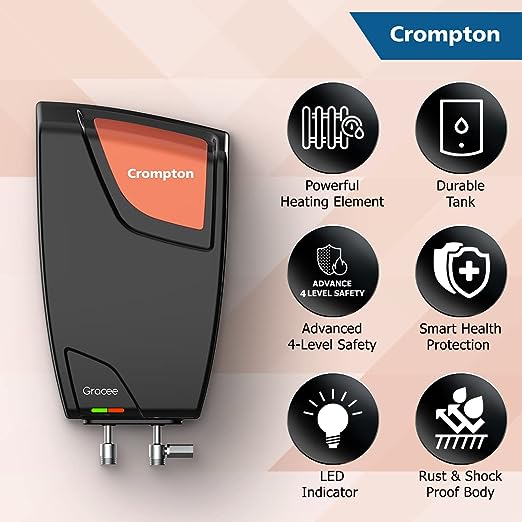 Crompton
Crompton
Gracee
Powerful
Heating Element
Durable
Tank
ADVANCE
4 LEVEL SAFETY
Advanced
4-Level Safety
Smart Health
Protection
LED
Indicator
Rust & Shock
Proof Body